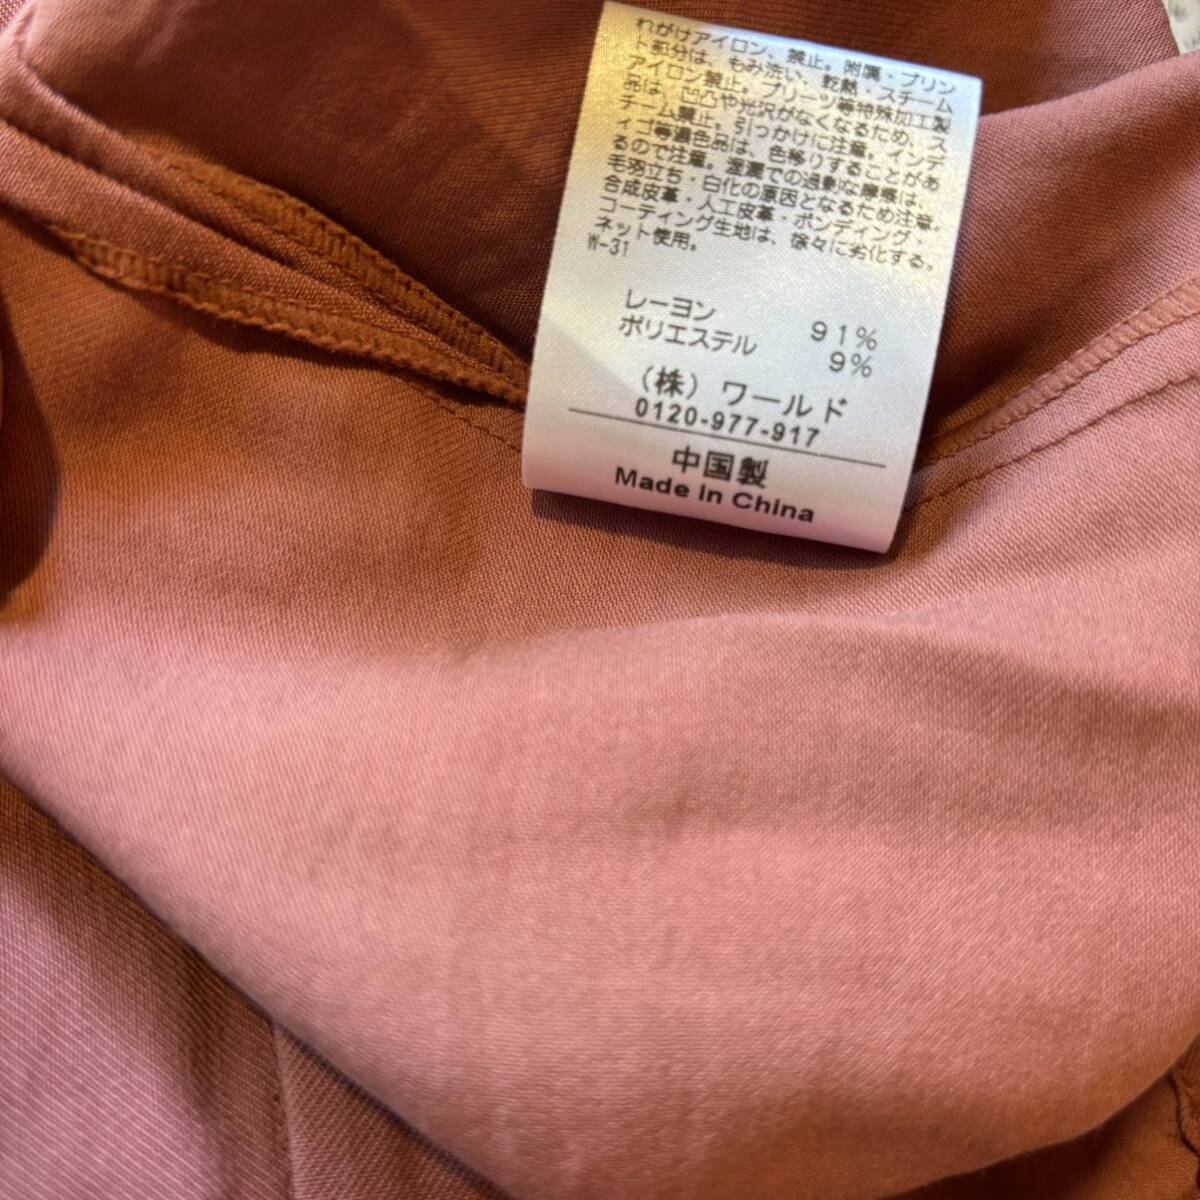 れがけアイロン、禁止。附属・プリン
ト部分は、もみ洗い、乾熱・スチーム
アイロン禁止。プリーツ等特殊加工製
品は、凹凸や光沢がなくなるため、ス
チーム禁止。引っかけに注意。インデ
ィゴ等濃色品は、色移りすることがあ
るので注意。湿潤での過剰な摩擦は、
毛羽立ち・白化の原因となるため注意。
合成皮革・人工皮革・ボンディング・
コーティング生地は、徐々に劣化する。
ネット使用。
W-31
レーヨン 91%
ポリエステル 9%
(株) ワールド
0120-977-917
中国製
Made In China